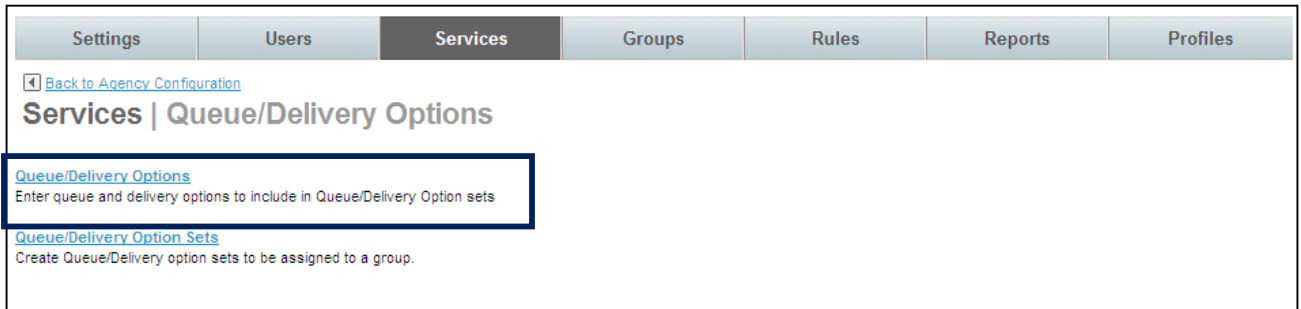 Settings Users Services Groups Rules Reports Profiles
Back to Agency Configuration
Services | Queue/Delivery Options
Queue/Delivery Options
Enter queue and delivery options to include in Queue/Delivery Option sets
Queue/Delivery Option Sets
Create Queue/Delivery option sets to be assigned to a group.